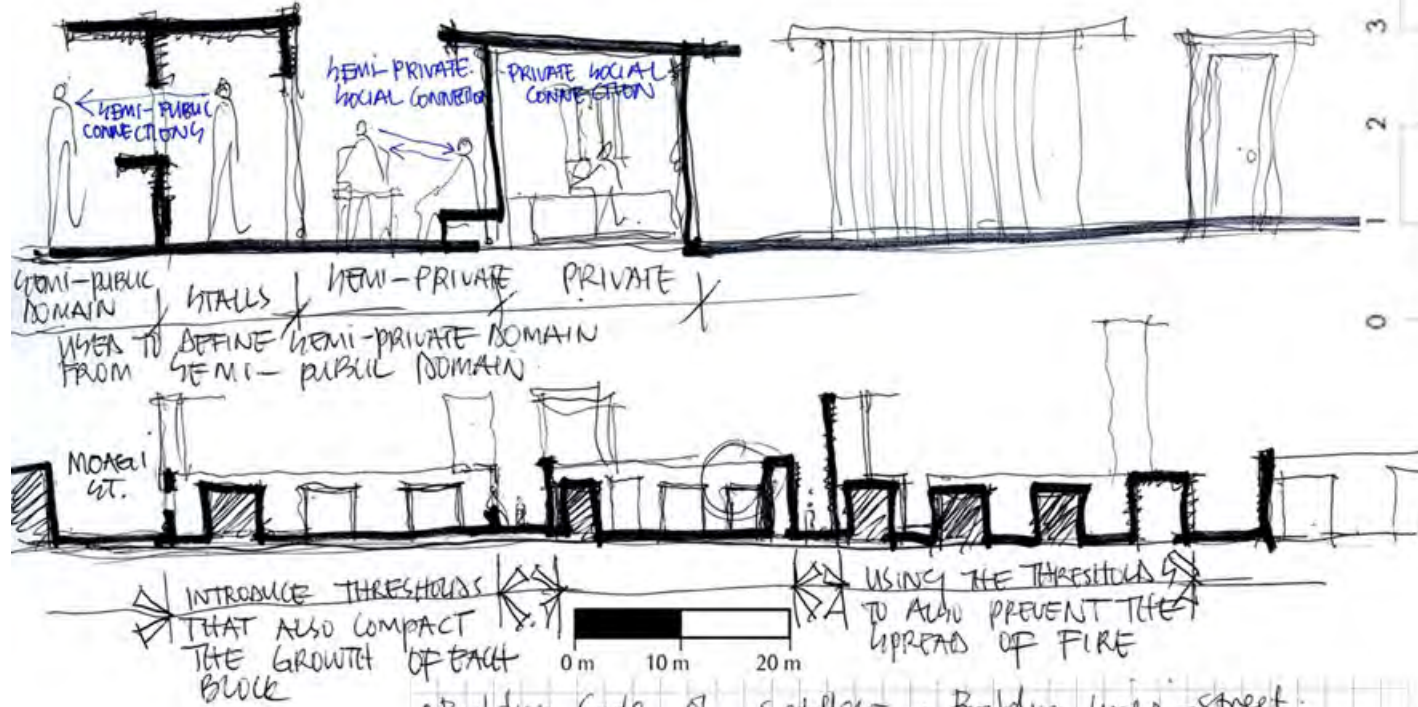 SEMI-PUBLIC
CONNECTIONS
SEMI-PRIVATE
SOCIAL CONNECTION
PRIVATE SOCIAL
CONNECTION
3
2
1
0
SEMI-PUBLIC
DOMAIN
STALLS
SEMI-PRIVATE
PRIVATE
USED TO DEFINE SEMI-PRIVATE DOMAIN
FROM SEMI-PUBLIC DOMAIN
MOAGI
ST.
INTRODUCE THRESHOLDS
THAT ALSO COMPACT
THE GROWTH OF EACH
BLOCK
0 m 10 m 20 m
USING THE THRESHOLDS
TO ALSO PREVENT THE
SPREAD OF FIRE
street